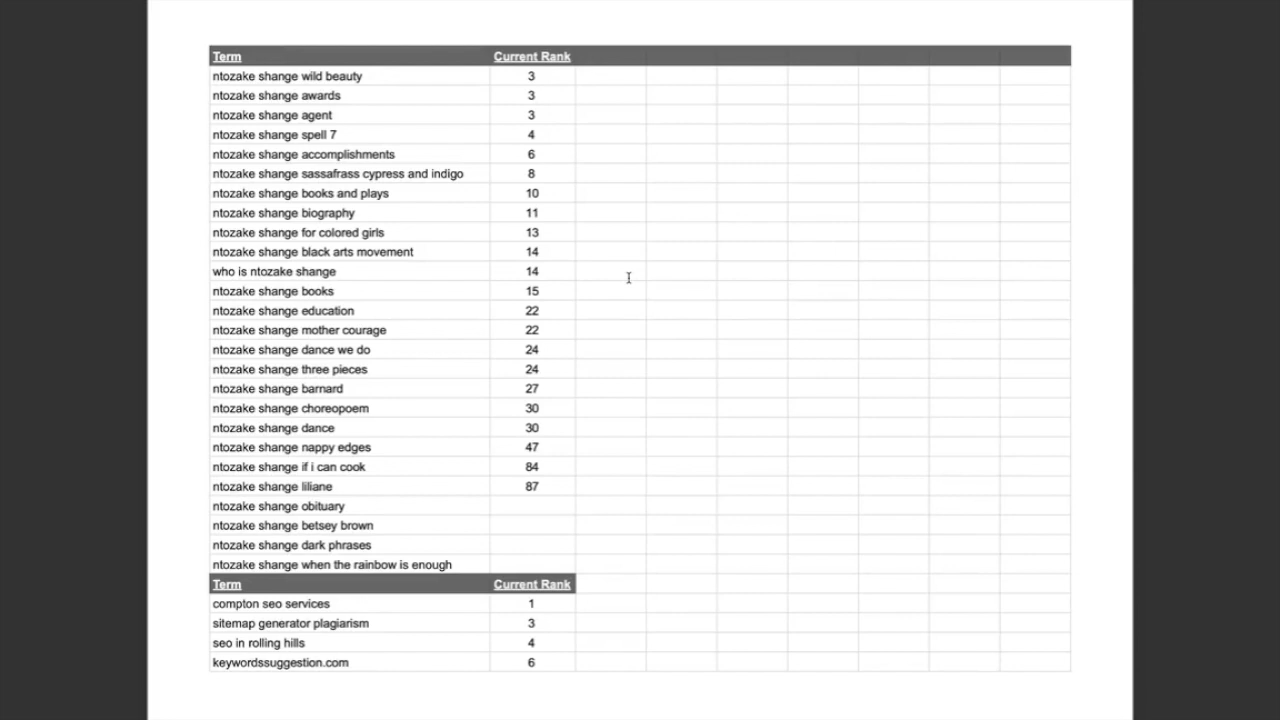 Term Current Rank
ntozake shange wild beauty 3
ntozake shange awards 3
ntozake shange agent 3
ntozake shange spell 7 4
ntozake shange accomplishments 6
ntozake shange sassafrass cypress and indigo 8
ntozake shange books and plays 10
ntozake shange biography 11
ntozake shange for colored girls 13
ntozake shange black arts movement 14
who is ntozake shange 14
ntozake shange books 15
ntozake shange education 22
ntozake shange mother courage 22
ntozake shange dance we do 24
ntozake shange three pieces 24
ntozake shange barnard 27
ntozake shange choreopoem 30
ntozake shange dance 30
ntozake shange nappy edges 47
ntozake shange if i can cook 84
ntozake shange liliane 87
ntozake shange obituary
ntozake shange betsey brown
ntozake shange dark phrases
ntozake shange when the rainbow is enough
Term Current Rank
compton seo services 1
sitemap generator plagiarism 3
seo in rolling hills 4
keywordssuggestion.com 6